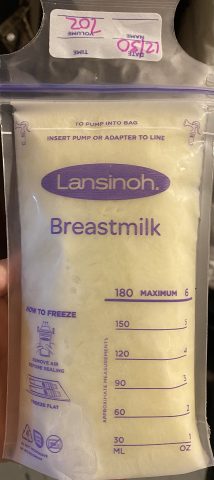 DATE
NAME
12/30
TIME
VOLUME
7oz
TO PUMP INTO BAG
INSERT PUMP OR ADAPTER TO LINE
Lansinoh.
Breastmilk
180 MAXIMUM 6
150 5
120 4
90 3
60 2
30 1
ML OZ
APPROXIMATE MEASUREMENTS
HOW TO FREEZE
REMOVE AIR
BEFORE SEALING
FREEZE FLAT